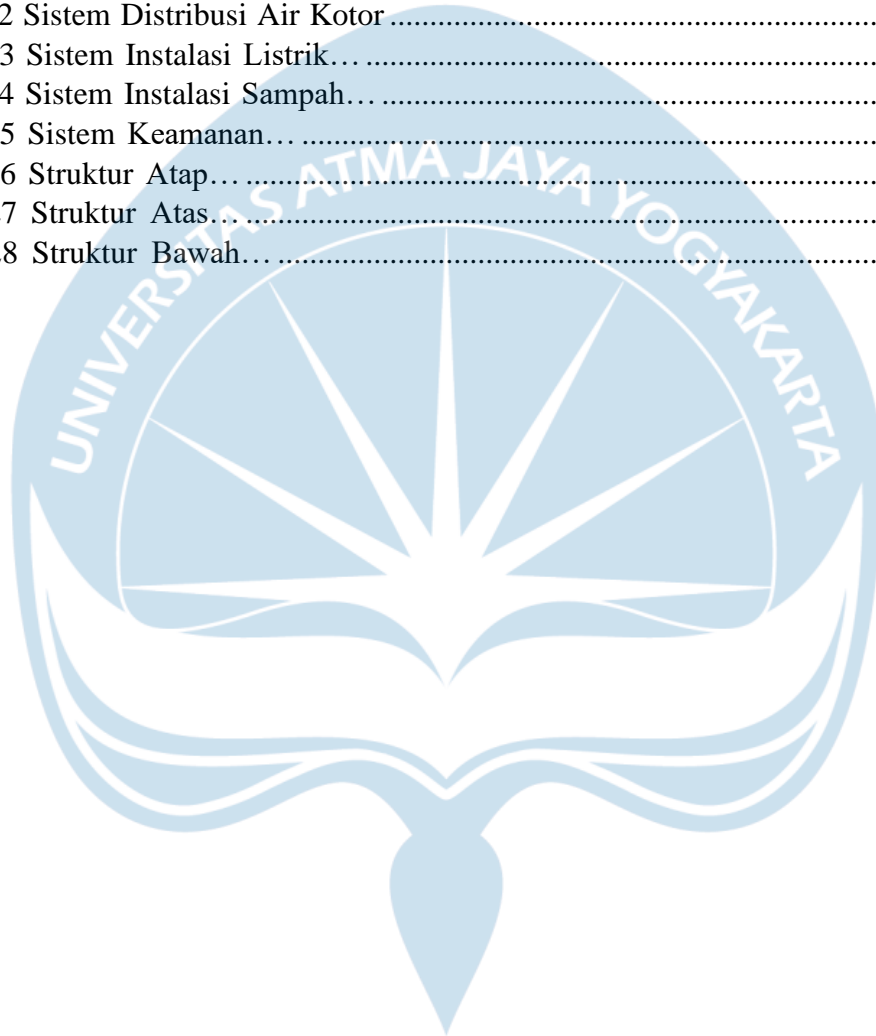 2 Sistem Distribusi Air Kotor ..........................................................
3 Sistem Instalasi Listrik… .............................................................
4 Sistem Instalasi Sampah… ...........................................................
5 Sistem Keamanan… .....................................................................
6 Struktur Atap… ............................................................................
7 Struktur Atas… ............................................................................
8 Struktur Bawah… ........................................................................
UNIVERSITAS ATMA JAYA YOGYAKARTA